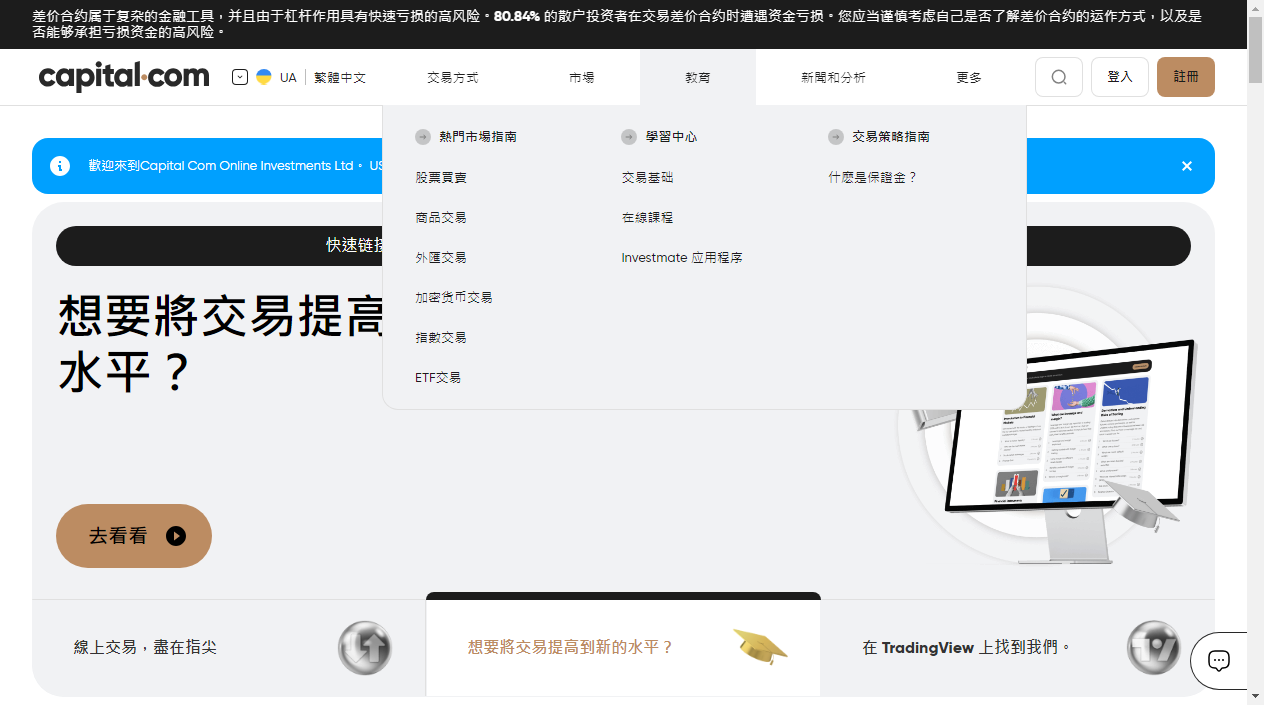 差价合约属于复杂的金融工具，并且由于杠杆作用具有快速亏损的高风险。80.84% 的散户投资者在交易差价合约时遭遇资金亏损。您应当谨慎考虑自己是否了解差价合约的运作方式，以及是
否能够承担亏损资金的高风险。
capital.com
UA
繁體中文
交易方式
市場
教育
新聞和分析
更多
登入
註冊
熱門市場指南
學習中心
交易策略指南
歡迎來到Capital Com Online Investments Ltd。 US
股票買賣
交易基础
什麽是保證金？
商品交易
在線課程
快速链接
外匯交易
Investmate 应用程序
加密货币交易
指數交易
ETF交易
想要將交易提高
水平？
去看看
線上交易，盡在指尖
想要將交易提高到新的水平？
在 TradingView 上找到我們。